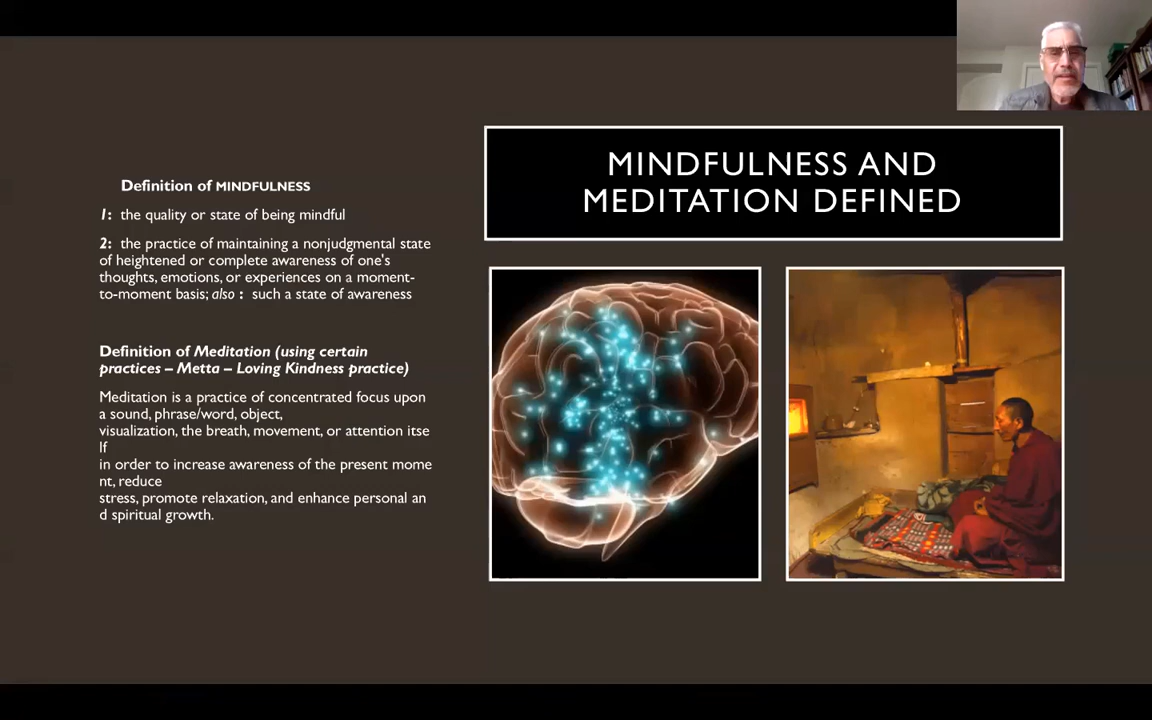 MINDFULNESS AND
MEDITATION DEFINED
Definition of MINDFULNESS
1: the quality or state of being mindful
2: the practice of maintaining a nonjudgmental state
of heightened or complete awareness of one's
thoughts, emotions, or experiences on a moment-
to-moment basis; also : such a state of awareness
Definition of Meditation (using certain
practices – Metta – Loving Kindness practice)
Meditation is a practice of concentrated focus upon
a sound, phrase/word, object,
visualization, the breath, movement, or attention itse
lf
in order to increase awareness of the present mome
nt, reduce
stress, promote relaxation, and enhance personal an
d spiritual growth.